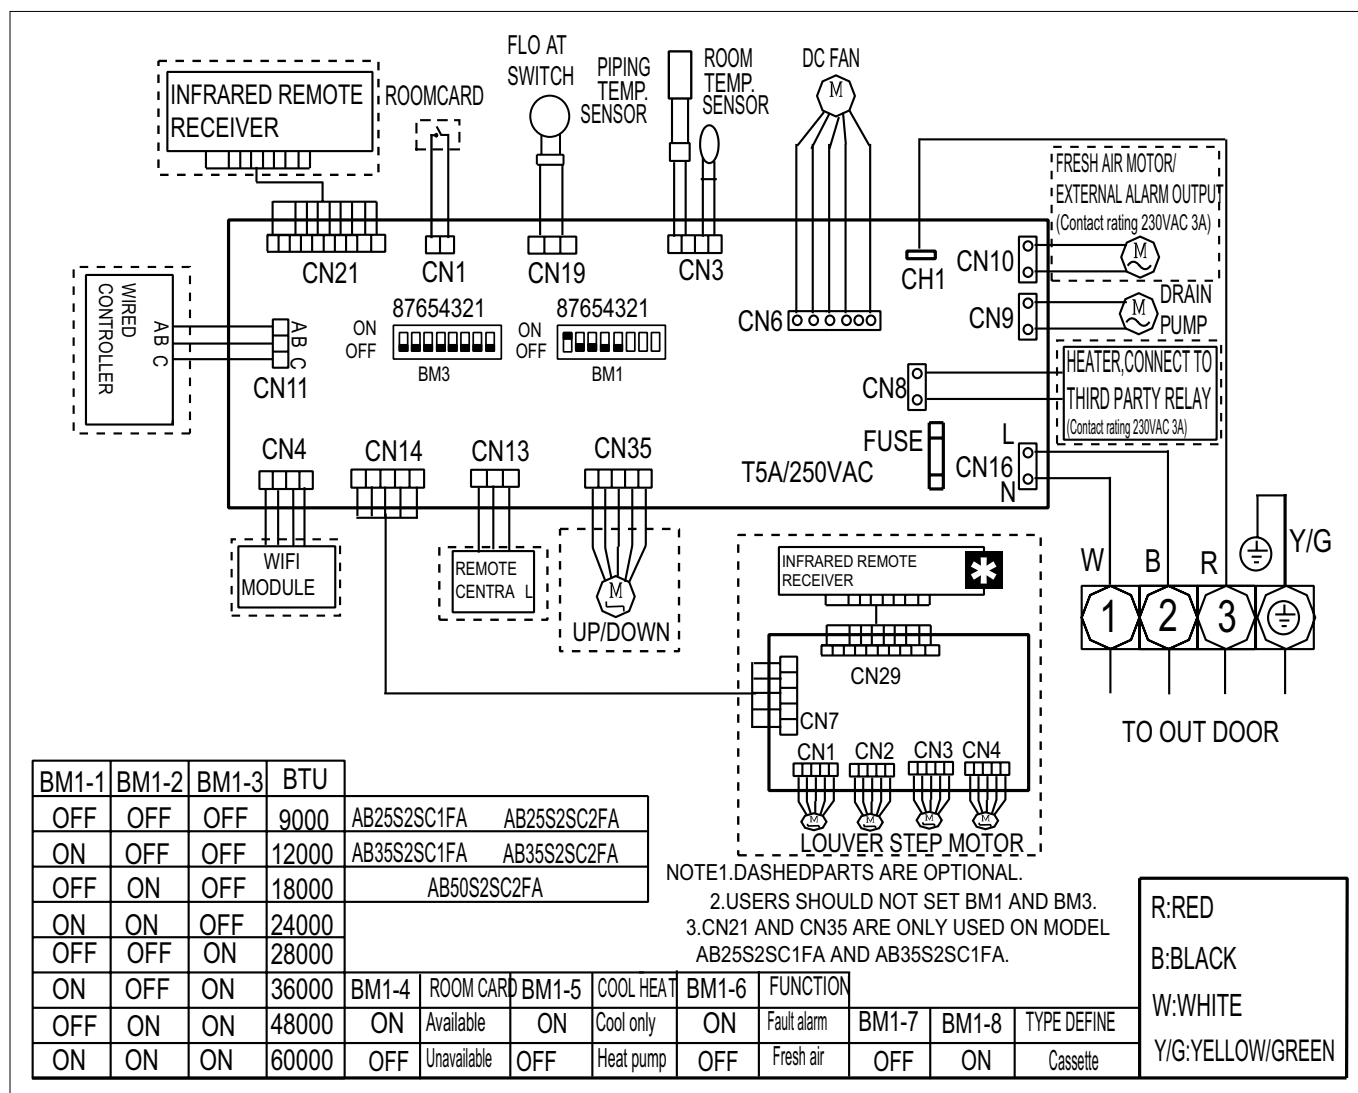 FLO AT
SWITCH
PIPING
TEMP.
SENSOR
ROOM
TEMP.
SENSOR
DC FAN
M
INFRARED REMOTE
RECEIVER
ROOMCARD
FRESH AIR MOTOR/
EXTERNAL ALARM OUTPUT
(Contact rating 230VAC 3A)
M
CN21
CN1
CN19
CN3
CH1
CN10
WIRED
CONTROLLER
A B C
A B C
CN11
87654321
ON
OFF
BM3
87654321
ON
OFF
BM1
CN6
CN9
M
DRAIN
PUMP
CN8
HEATER,CONNECT TO
THIRD PARTY RELAY
(Contact rating 230VAC 3A)
FUSE
T5A/250VAC
L
CN16
N
CN4
CN14
CN13
CN35
WIFI
MODULE
REMOTE
CENTRA L
M
UP/DOWN
INFRARED REMOTE
RECEIVER
*
CN29
CN7
CN1 CN2 CN3 CN4
M M M M
LOUVER STEP MOTOR
W B R Y/G
1 2 3
TO OUT DOOR
NOTE1.DASHEDPARTS ARE OPTIONAL.
2.USERS SHOULD NOT SET BM1 AND BM3.
3.CN21 AND CN35 ARE ONLY USED ON MODEL
AB25S2SC1FA AND AB35S2SC1FA.
BM1-1 BM1-2 BM1-3 BTU
OFF OFF OFF 9000 AB25S2SC1FA AB25S2SC2FA
ON OFF OFF 12000 AB35S2SC1FA AB35S2SC2FA
OFF ON OFF 18000 AB50S2SC2FA
ON ON OFF 24000
OFF OFF ON 28000
ON OFF ON 36000 BM1-4 ROOM CARD BM1-5 COOL HEAT BM1-6 FUNCTION
OFF ON ON 48000 ON Available ON Cool only ON Fault alarm BM1-7 BM1-8 TYPE DEFINE
ON ON ON 60000 OFF Unavailable OFF Heat pump OFF Fresh air OFF ON Cassette
R:RED
B:BLACK
W:WHITE
Y/G:YELLOW/GREEN